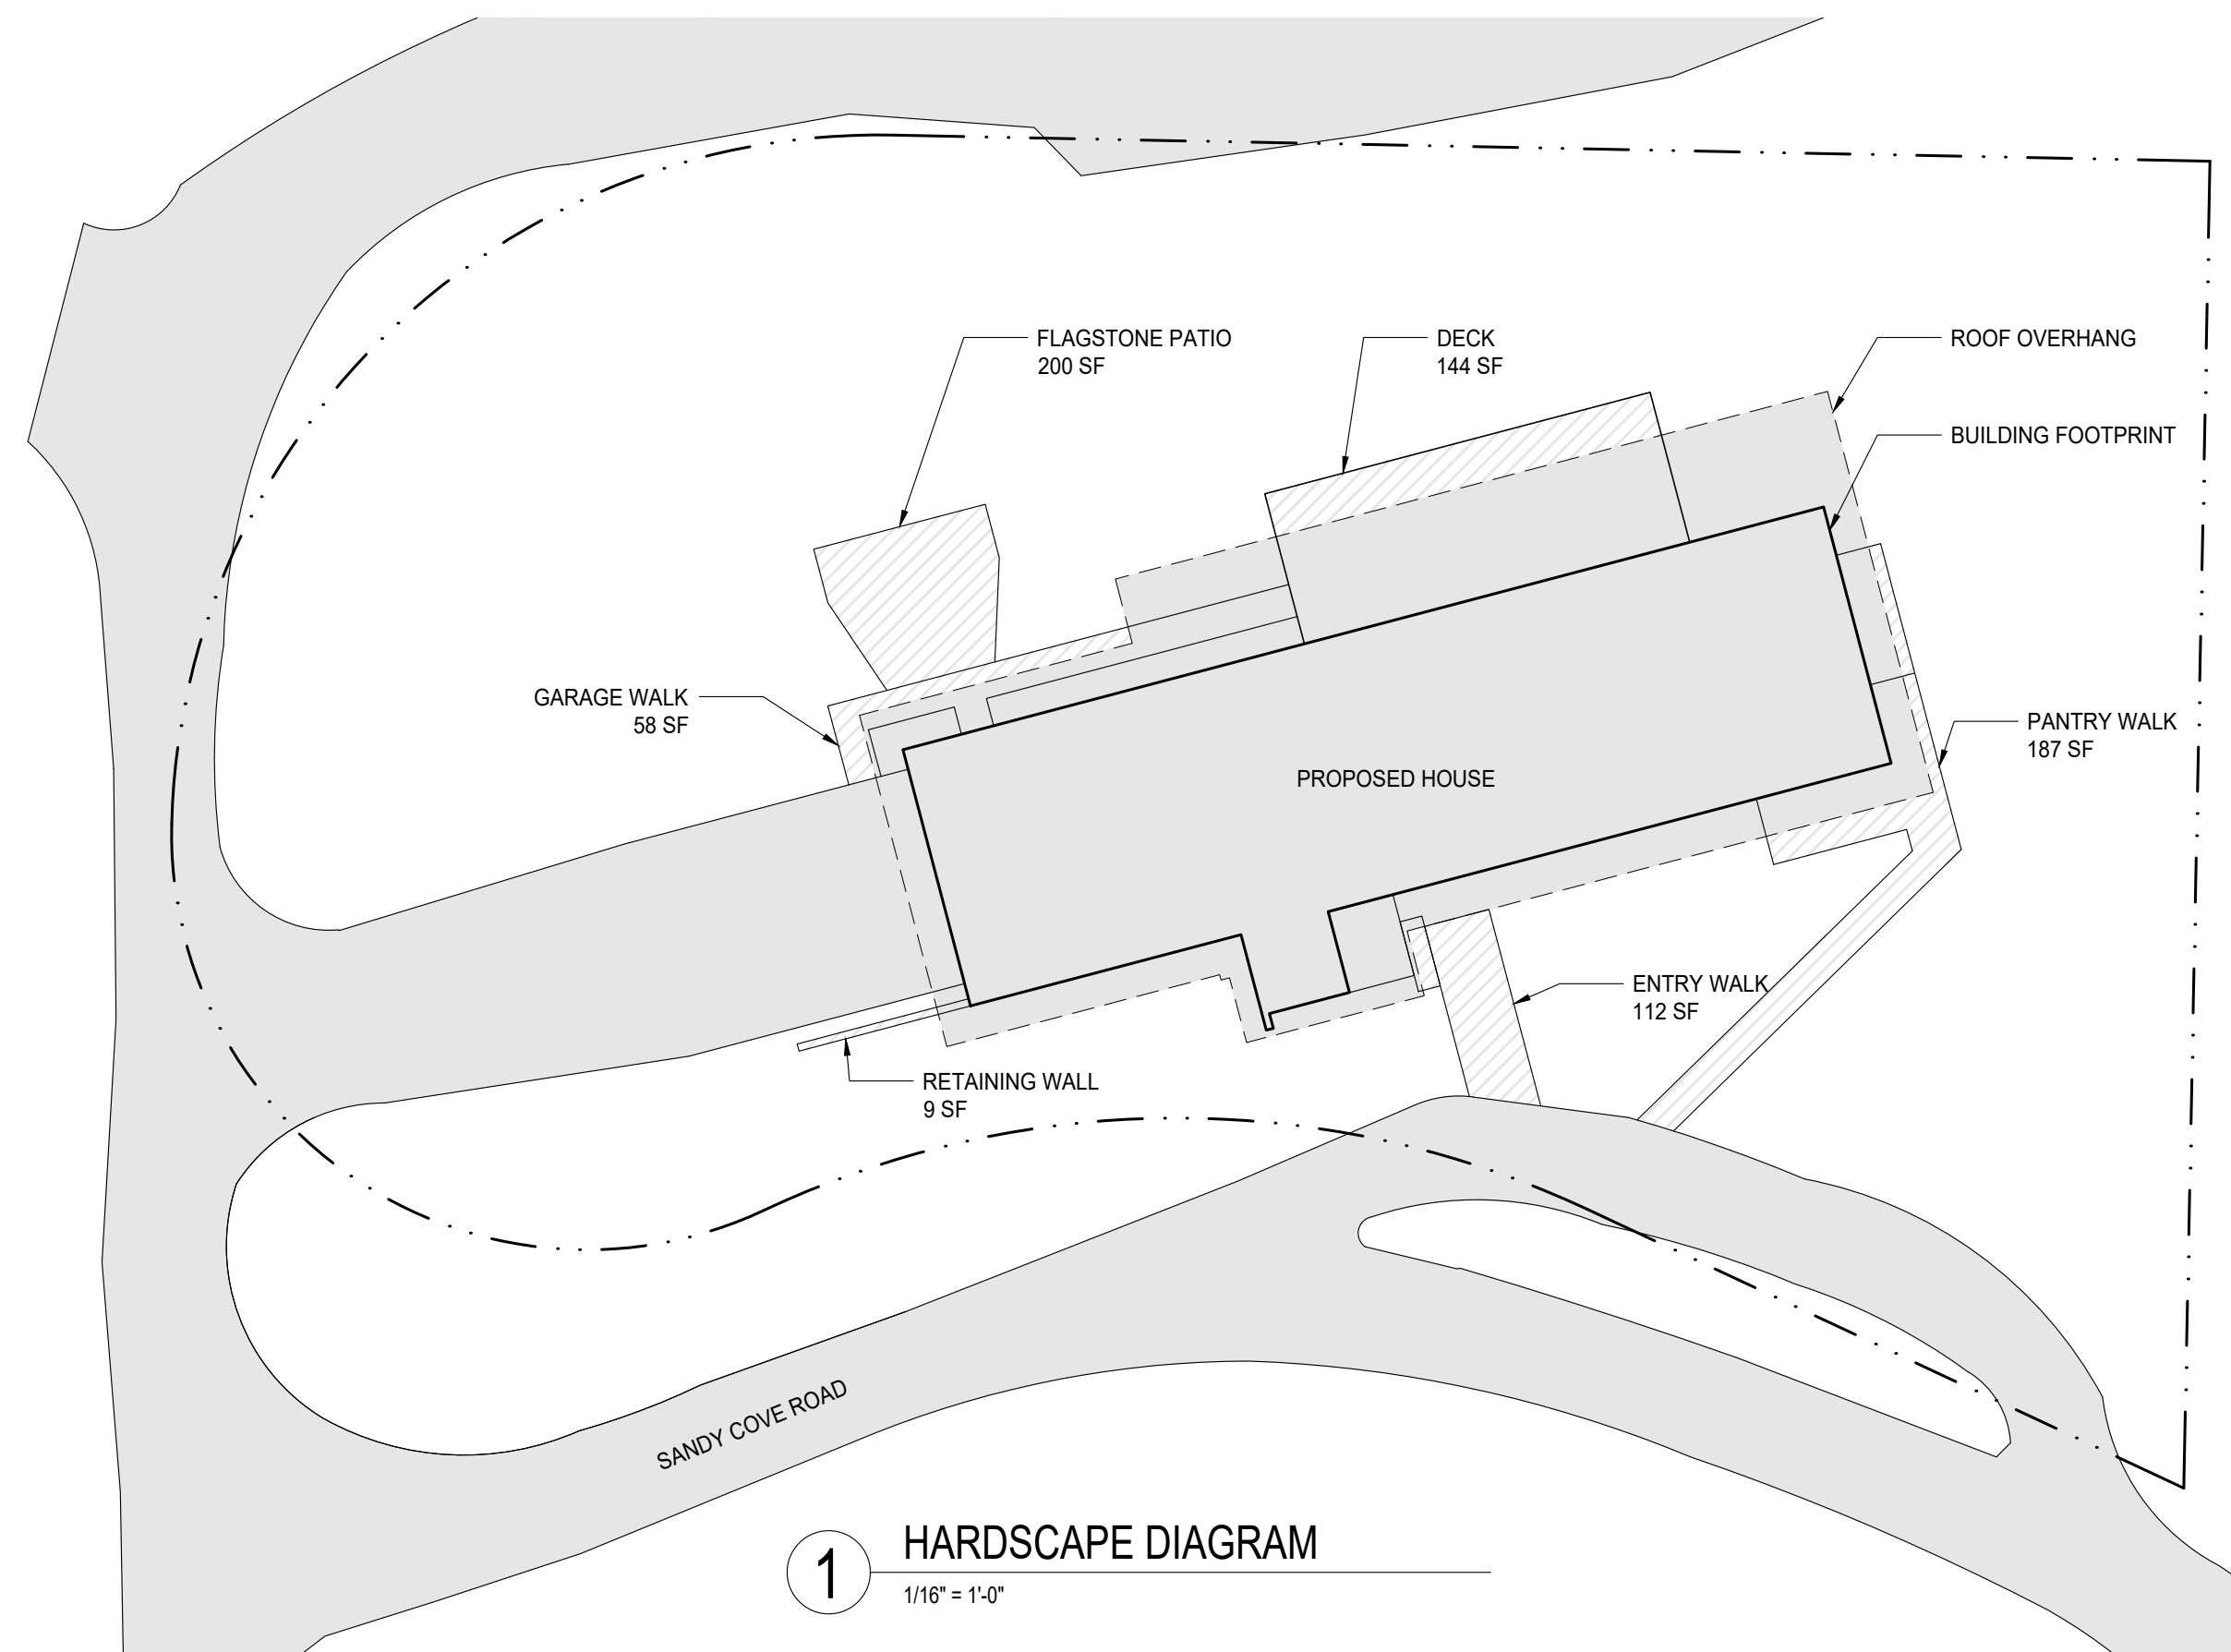 FLAGSTONE PATIO
200 SF
DECK
144 SF
ROOF OVERHANG
BUILDING FOOTPRINT
GARAGE WALK
58 SF
PANTRY WALK
187 SF
PROPOSED HOUSE
ENTRY WALK
112 SF
RETAINING WALL
9 SF
SANDY COVE ROAD
1
HARDSCAPE DIAGRAM
1/16" = 1'-0"